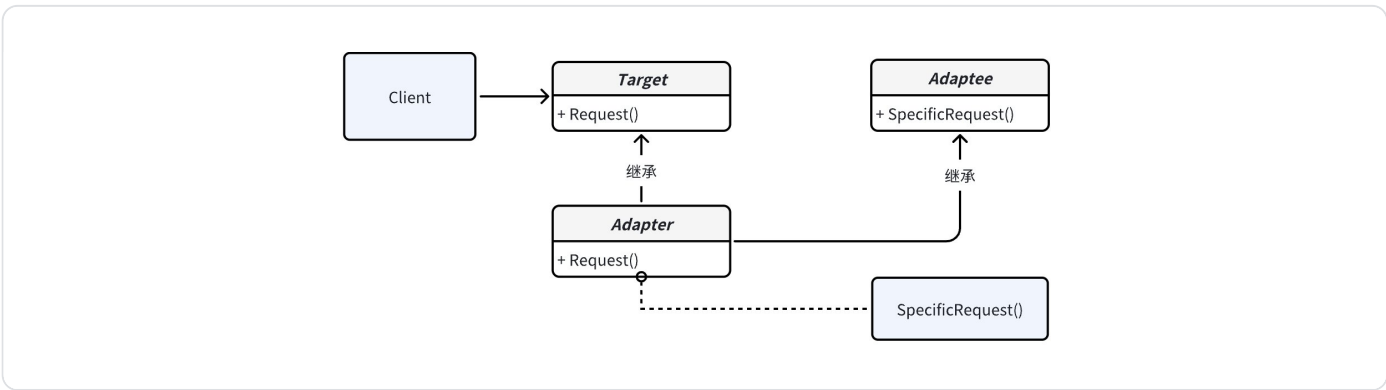 Client
Target
+ Request()
Adaptee
+ SpecificRequest()
继承
继承
Adapter
+ Request()
SpecificRequest()